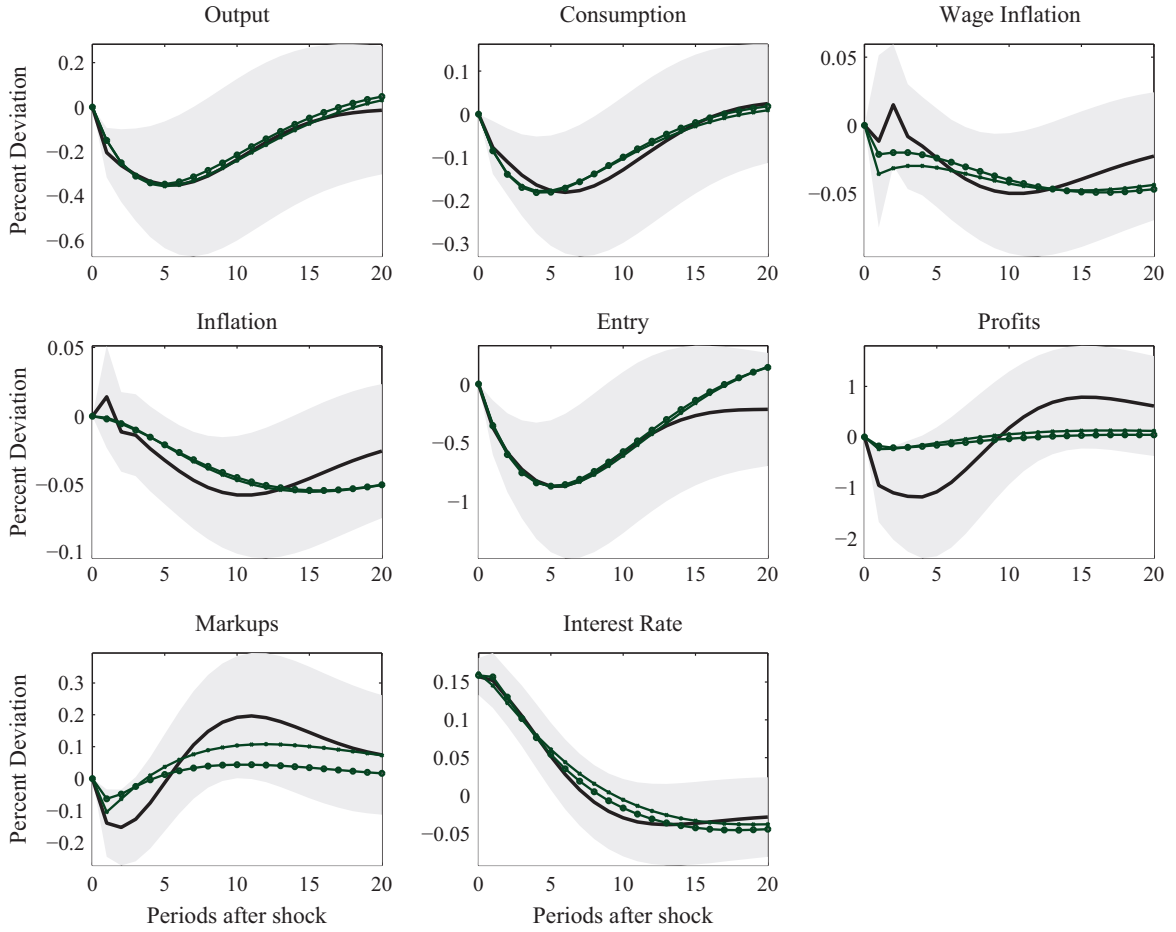 Output Consumption Wage Inflation
Percent Deviation
0.2
0
−0.2
−0.4
−0.6
0 5 10 15 20
0.1
0
−0.1
−0.2
−0.3
0 5 10 15 20
0.05
0
−0.05
0 5 10 15 20
Inflation Entry Profits
Percent Deviation
0.05
0
−0.05
−0.1
0 5 10 15 20
0
−0.5
−1
0 5 10 15 20
1
0
−1
−2
0 5 10 15 20
Markups Interest Rate
Percent Deviation
0.3
0.2
0.1
0
−0.1
−0.2
0 5 10 15 20
Periods after shock
0.15
0.1
0.05
0
−0.05
0 5 10 15 20
Periods after shock